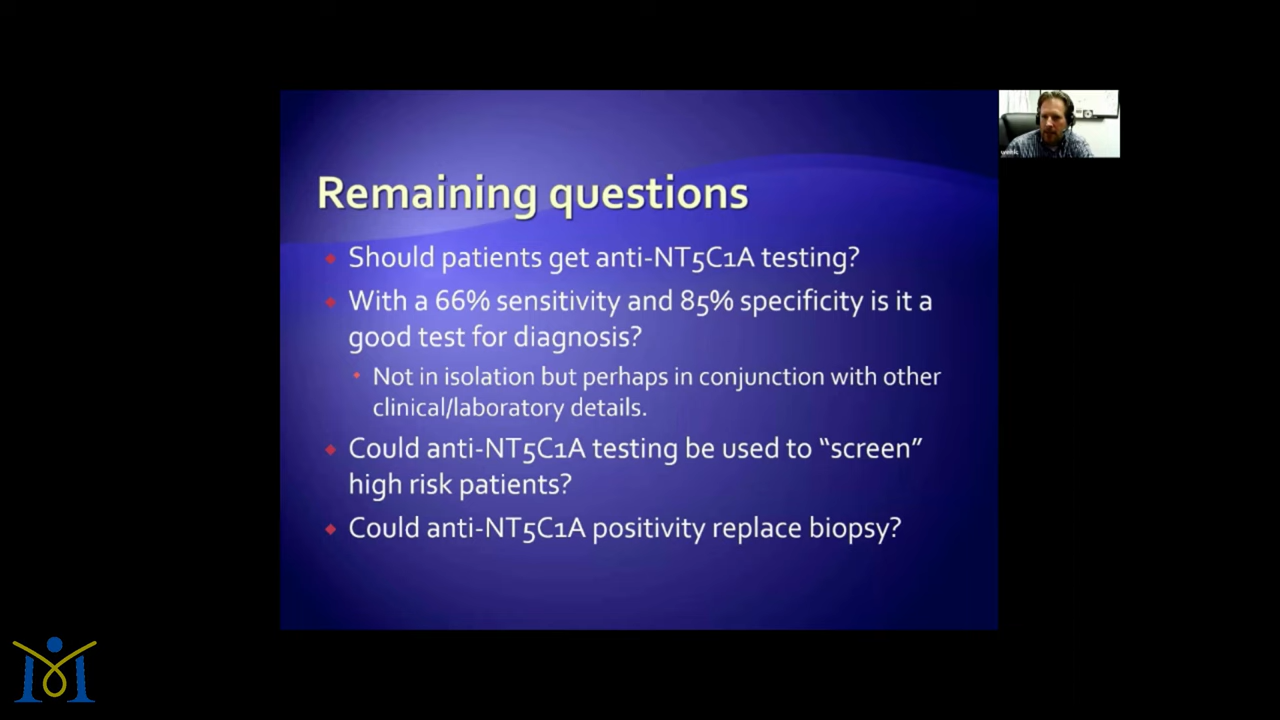 Remaining questions
Should patients get anti-NT5C1A testing?
With a 66% sensitivity and 85% specificity is it a
good test for diagnosis?
Not in isolation but perhaps in conjunction with other
clinical/laboratory details.
Could anti-NT5C1A testing be used to “screen”
high risk patients?
Could anti-NT5C1A positivity replace biopsy?